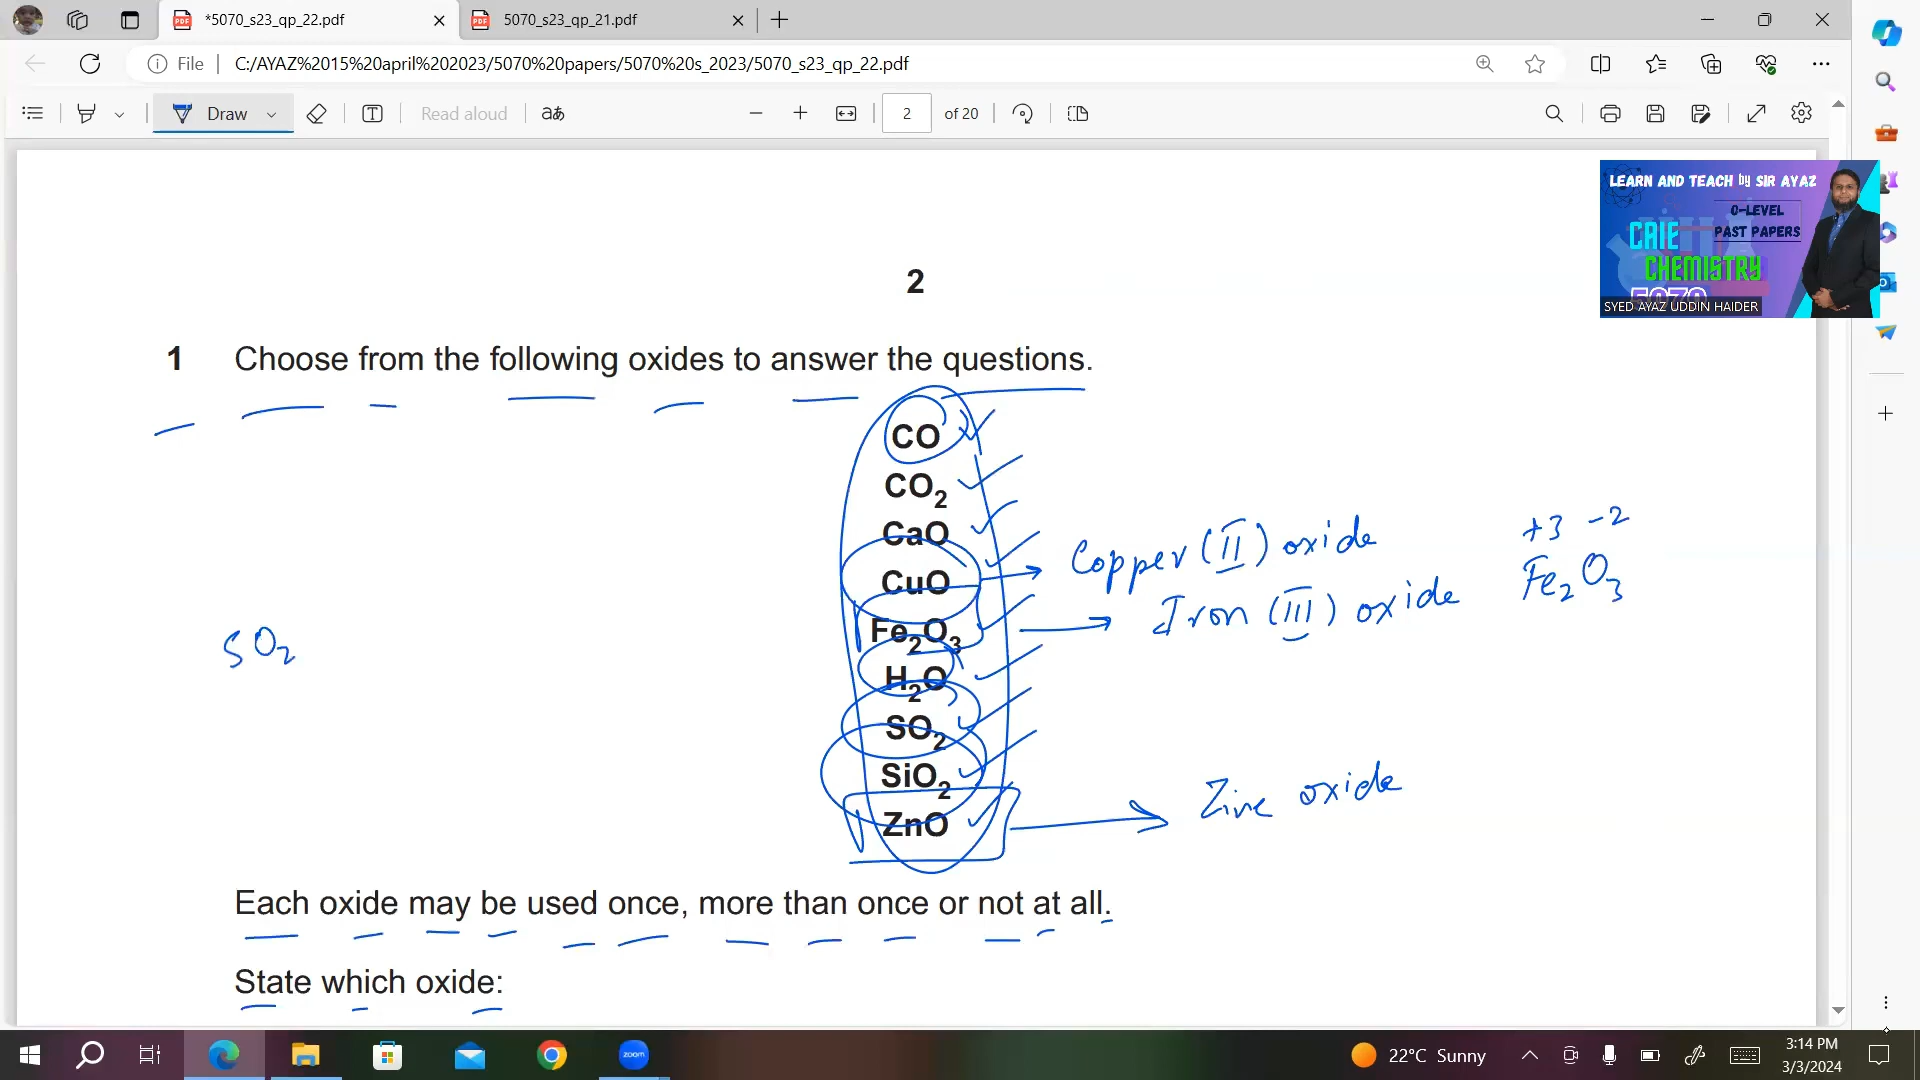 *5070_s23_qp_22.pdf
5070_s23_qp_21.pdf
File
C:/AYAZ%2015%20april%202023/5070%20papers/5070%20s_2023/5070_s23_qp_22.pdf
Draw
Read aloud
aあ
2
of 20
LEARN AND TEACH by SIR AYAZ
O-LEVEL
PAST PAPERS
CAIE
CHEMISTRY
5070
SYED AYAZ UDDIN HAIDER
2
1 Choose from the following oxides to answer the questions.
CO
CO2
CaO
CuO
Fe2O3
H2O
SO2
SiO2
ZnO
Copper (II) oxide
+3 -2
Fe2O3
Iron (III) oxide
SO2
Zinc oxide
Each oxide may be used once, more than once or not at all.
State which oxide:
zoom
22°C Sunny
3:14 PM
3/3/2024